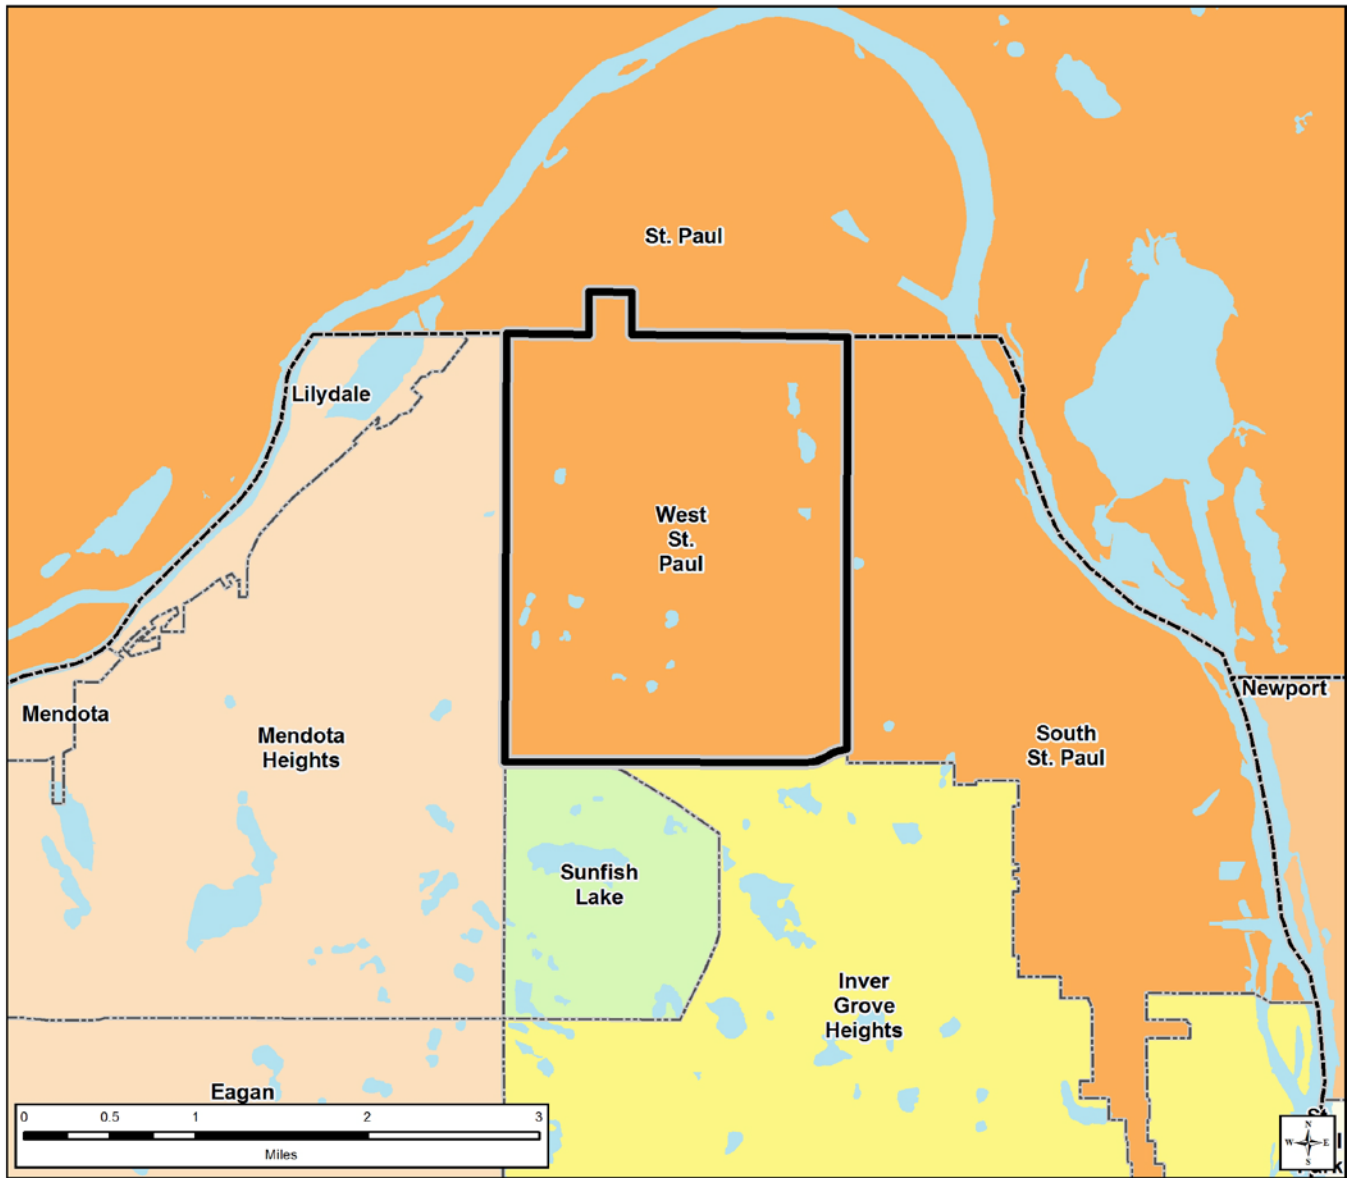 St. Paul
Lilydale
West
St.
Paul
Newport
Mendota
Mendota
Heights
South
St. Paul
Sunfish
Lake
Inver
Grove
Heights
Eagan
0 0.5 1 2 3
Miles
N
W E
S